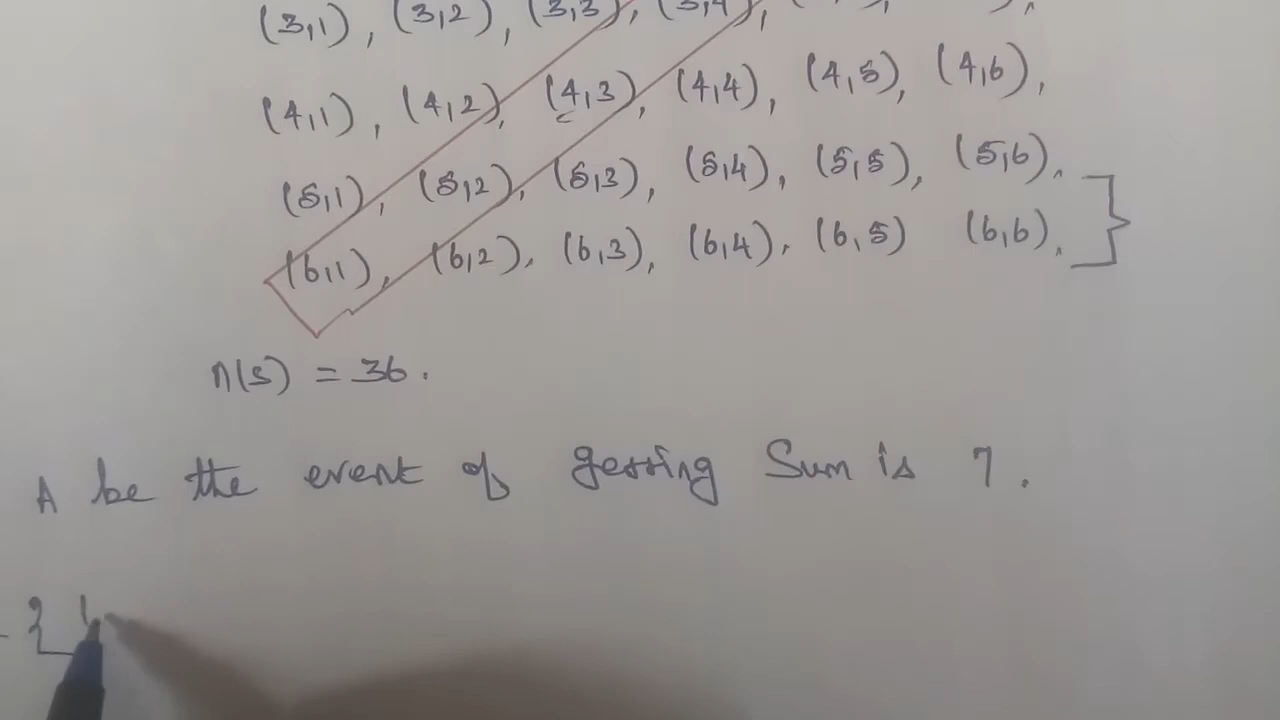 (3,1), (3,2), (3,3), (3,4),
(4,1), (4,2), (4,3), (4,4), (4,5), (4,6),
(5,1), (5,2), (5,3), (5,4), (5,5), (5,6),
(6,1), (6,2), (6,3), (6,4), (6,5) (6,6), }
n(s) = 36.
A be the event of getting Sum is 7.
{